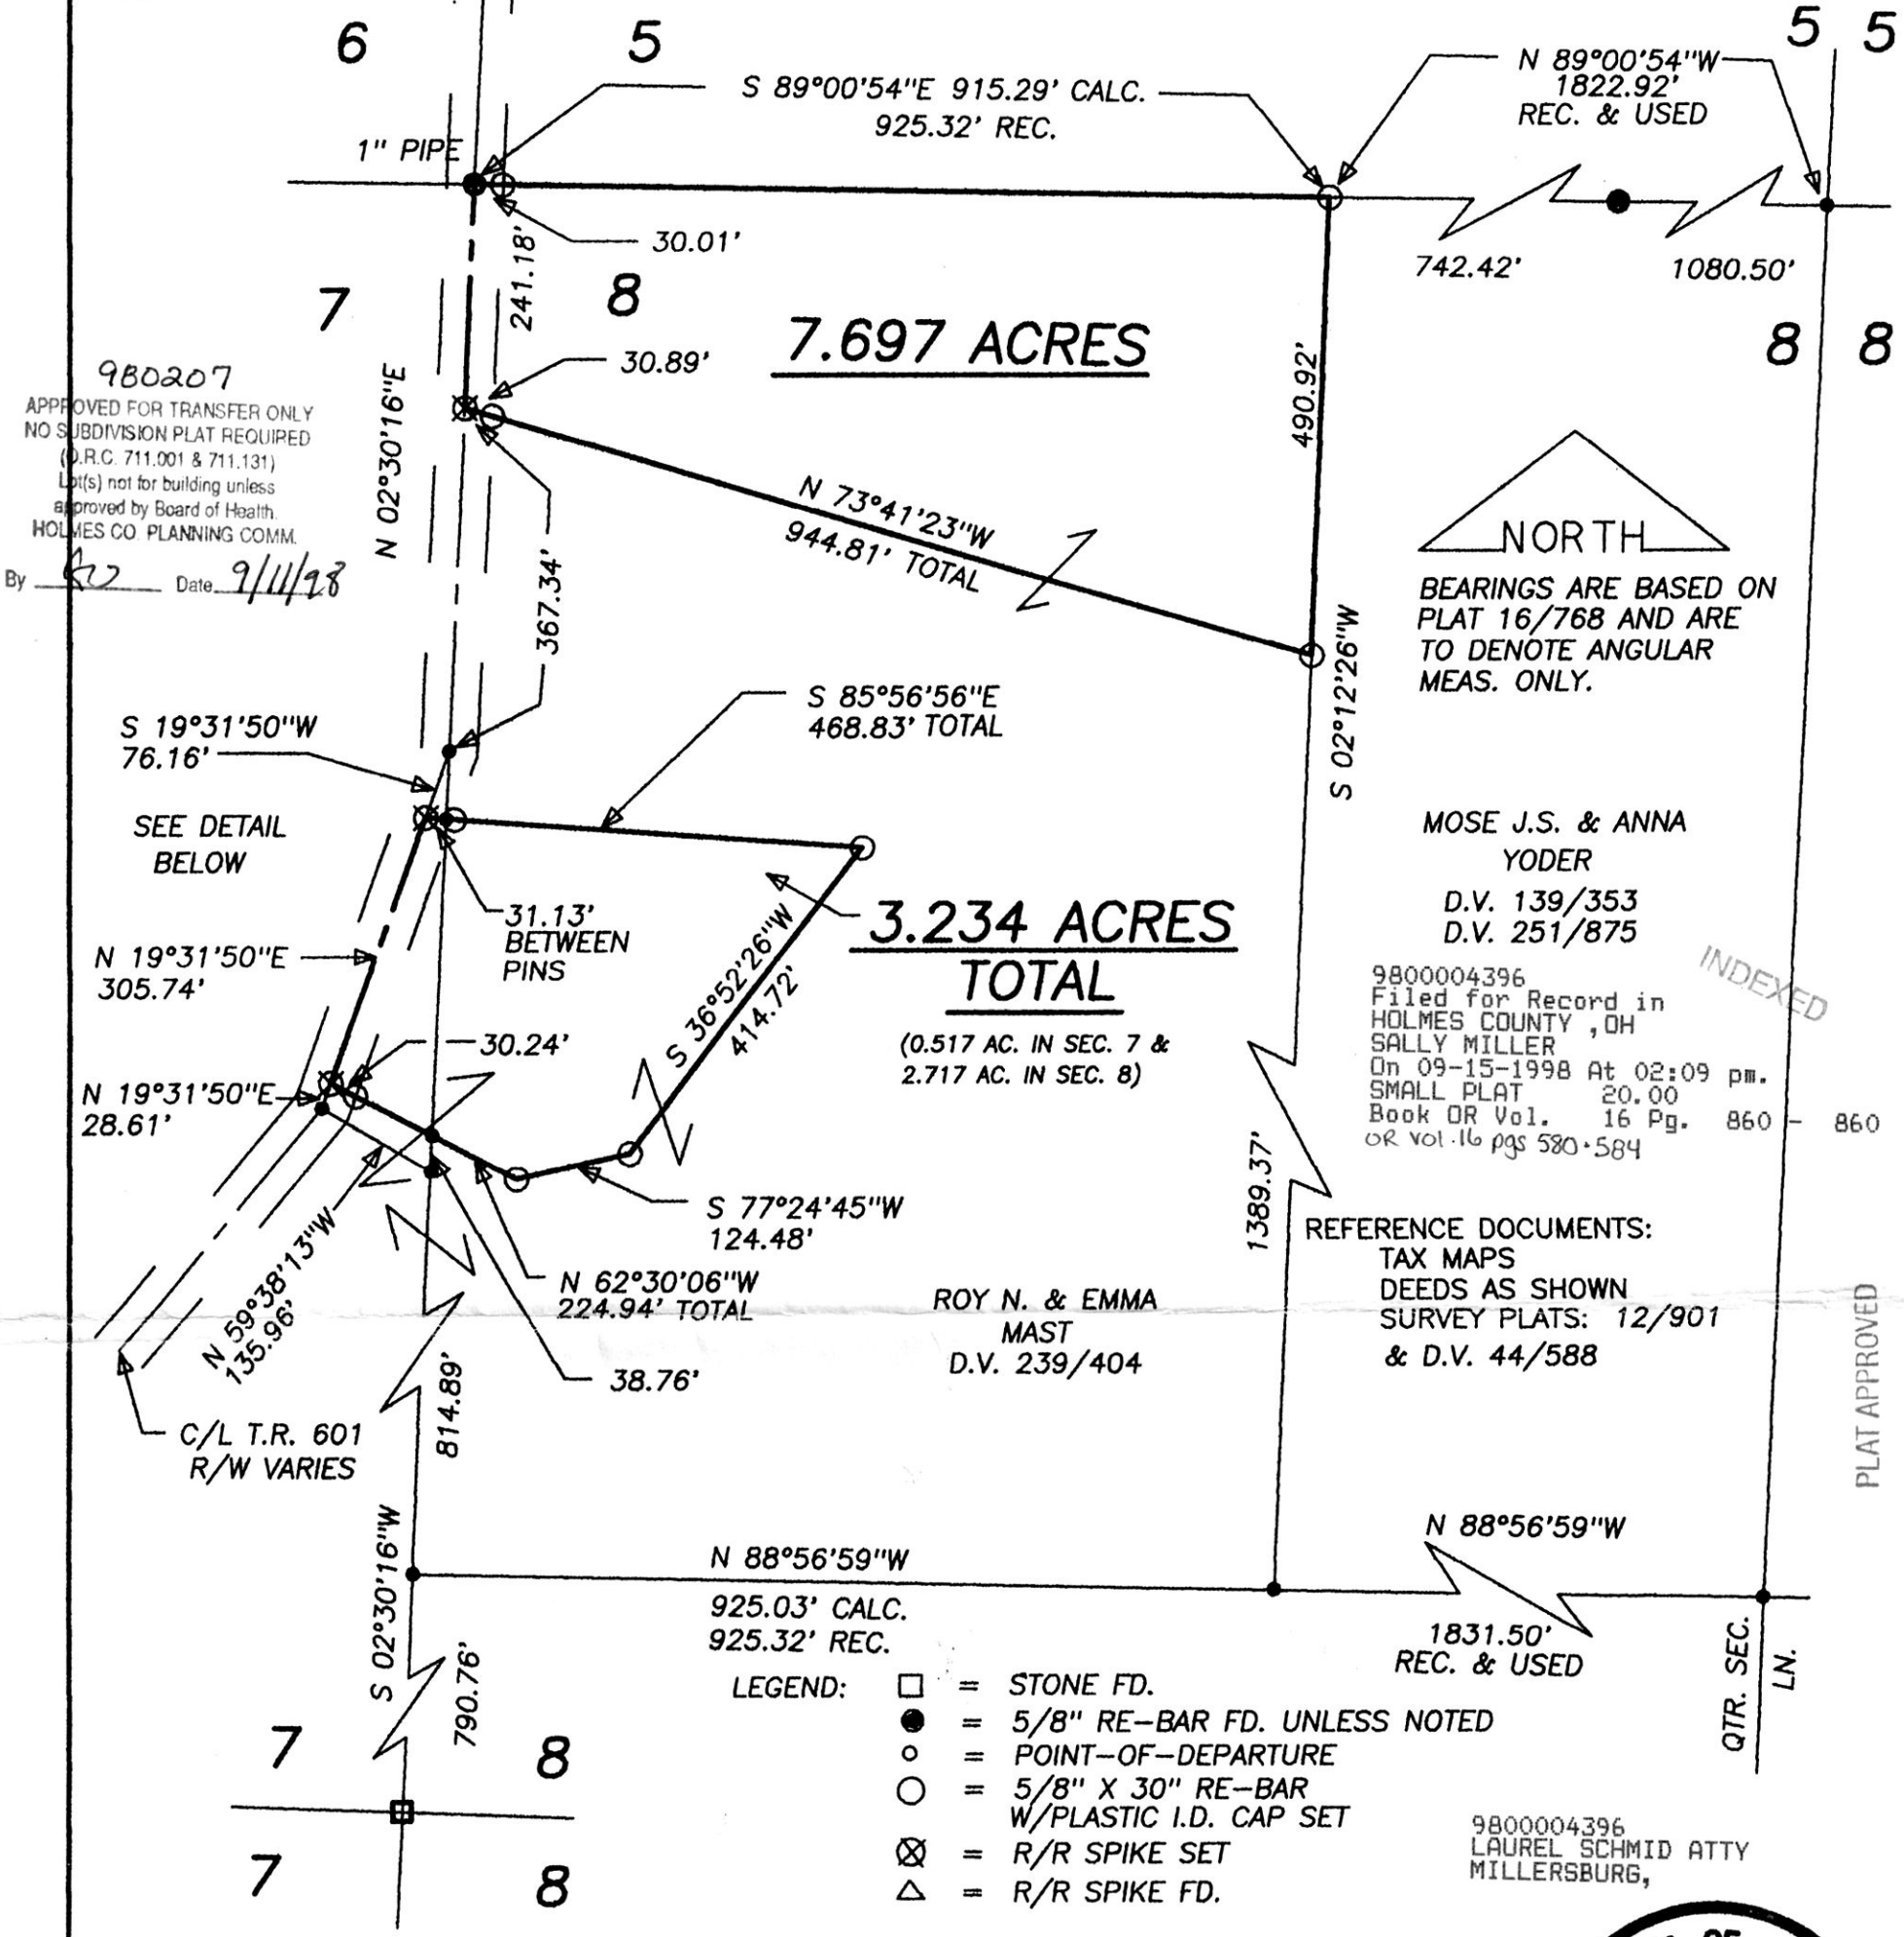 6
5
5
5
S 89°00'54"E 915.29' CALC.
925.32' REC.
N 89°00'54"W
1822.92'
REC. & USED
1" PIPE
30.01'
241.18'
742.42'
1080.50'
7
8
8
8
7.697 ACRES
30.89'
490.92'
980207
APPROVED FOR TRANSFER ONLY
NO SUBDIVISION PLAT REQUIRED
(O.R.C. 711.001 & 711.131)
Lot(s) not for building unless
approved by Board of Health.
HOLMES CO. PLANNING COMM.
By Date 9/11/98
N 02°30'16"E
N 73°41'23"W
944.81' TOTAL
367.34'
NORTH
BEARINGS ARE BASED ON
PLAT 16/768 AND ARE
TO DENOTE ANGULAR
MEAS. ONLY.
S 02°12'26"W
S 85°56'56"E
468.83' TOTAL
S 19°31'50"W
76.16'
SEE DETAIL
BELOW
31.13'
BETWEEN
PINS
3.234 ACRES
TOTAL
(0.517 AC. IN SEC. 7 &
2.717 AC. IN SEC. 8)
S 36°52'26"W
414.72'
MOSE J.S. & ANNA
YODER
D.V. 139/353
D.V. 251/875
INDEXED
9800004396
Filed for Record in
HOLMES COUNTY ,OH
SALLY MILLER
On 09-15-1998 At 02:09 pm.
SMALL PLAT 20.00
Book OR Vol. 16 Pg. 860 - 860
OR Vol.16 pgs 580-584
N 19°31'50"E
305.74'
30.24'
N 19°31'50"E
28.61'
1389.37'
S 77°24'45"W
124.48'
N 62°30'06"W
224.94' TOTAL
N 59°38'13"W
135.96'
38.76'
ROY N. & EMMA
MAST
D.V. 239/404
REFERENCE DOCUMENTS:
TAX MAPS
DEEDS AS SHOWN
SURVEY PLATS: 12/901
& D.V. 44/588
PLAT APPROVED
C/L T.R. 601
R/W VARIES
814.89'
S 02°30'16"W
N 88°56'59"W
925.03' CALC.
925.32' REC.
N 88°56'59"W
1831.50'
REC. & USED
QTR. SEC.
LN.
790.76'
7
8
7
8
LEGEND:
= STONE FD.
= 5/8" RE-BAR FD. UNLESS NOTED
= POINT-OF-DEPARTURE
= 5/8" X 30" RE-BAR
W/PLASTIC I.D. CAP SET
= R/R SPIKE SET
= R/R SPIKE FD.
9800004396
LAUREL SCHMID ATTY
MILLERSBURG,